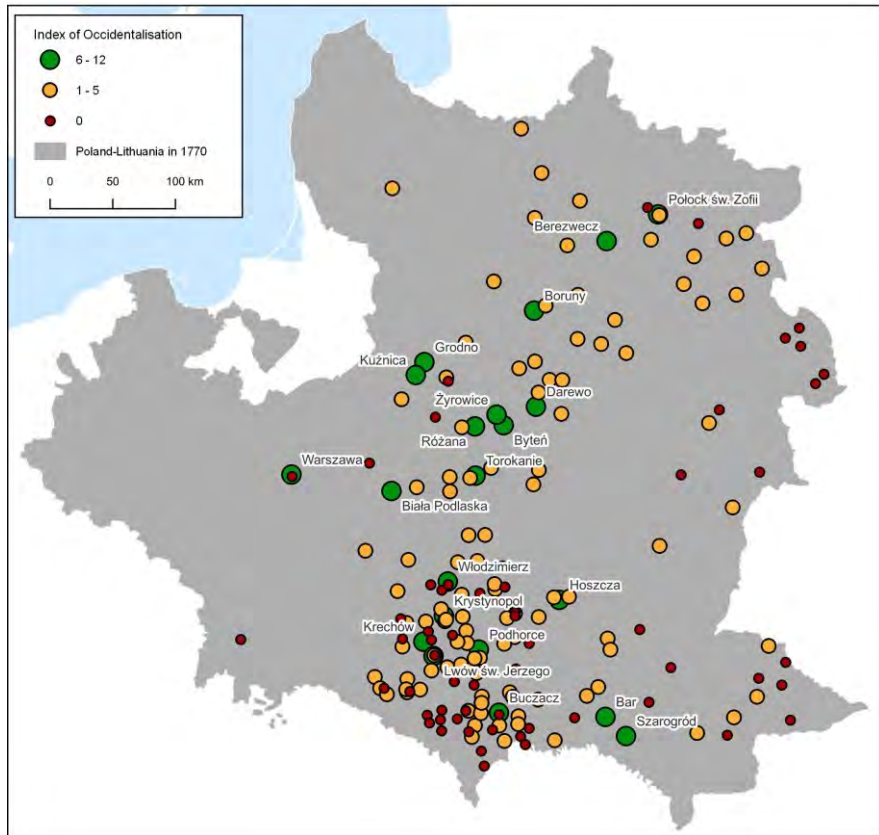 Index of Occidentalisation
6 - 12
1 - 5
0
Poland-Lithuania in 1770
0 50 100 km
Połock św. Zofii
Berezwecz
Boruny
Grodno
Kuźnica
Żyrowice
Darewo
Różana
Byteń
Warszawa
Torokanie
Biała Podlaska
Włodzimierz
Hoszcza
Krystynopol
Krechów
Podhorce
Lwów św. Jerzego
Buczacz
Bar
Szarogród